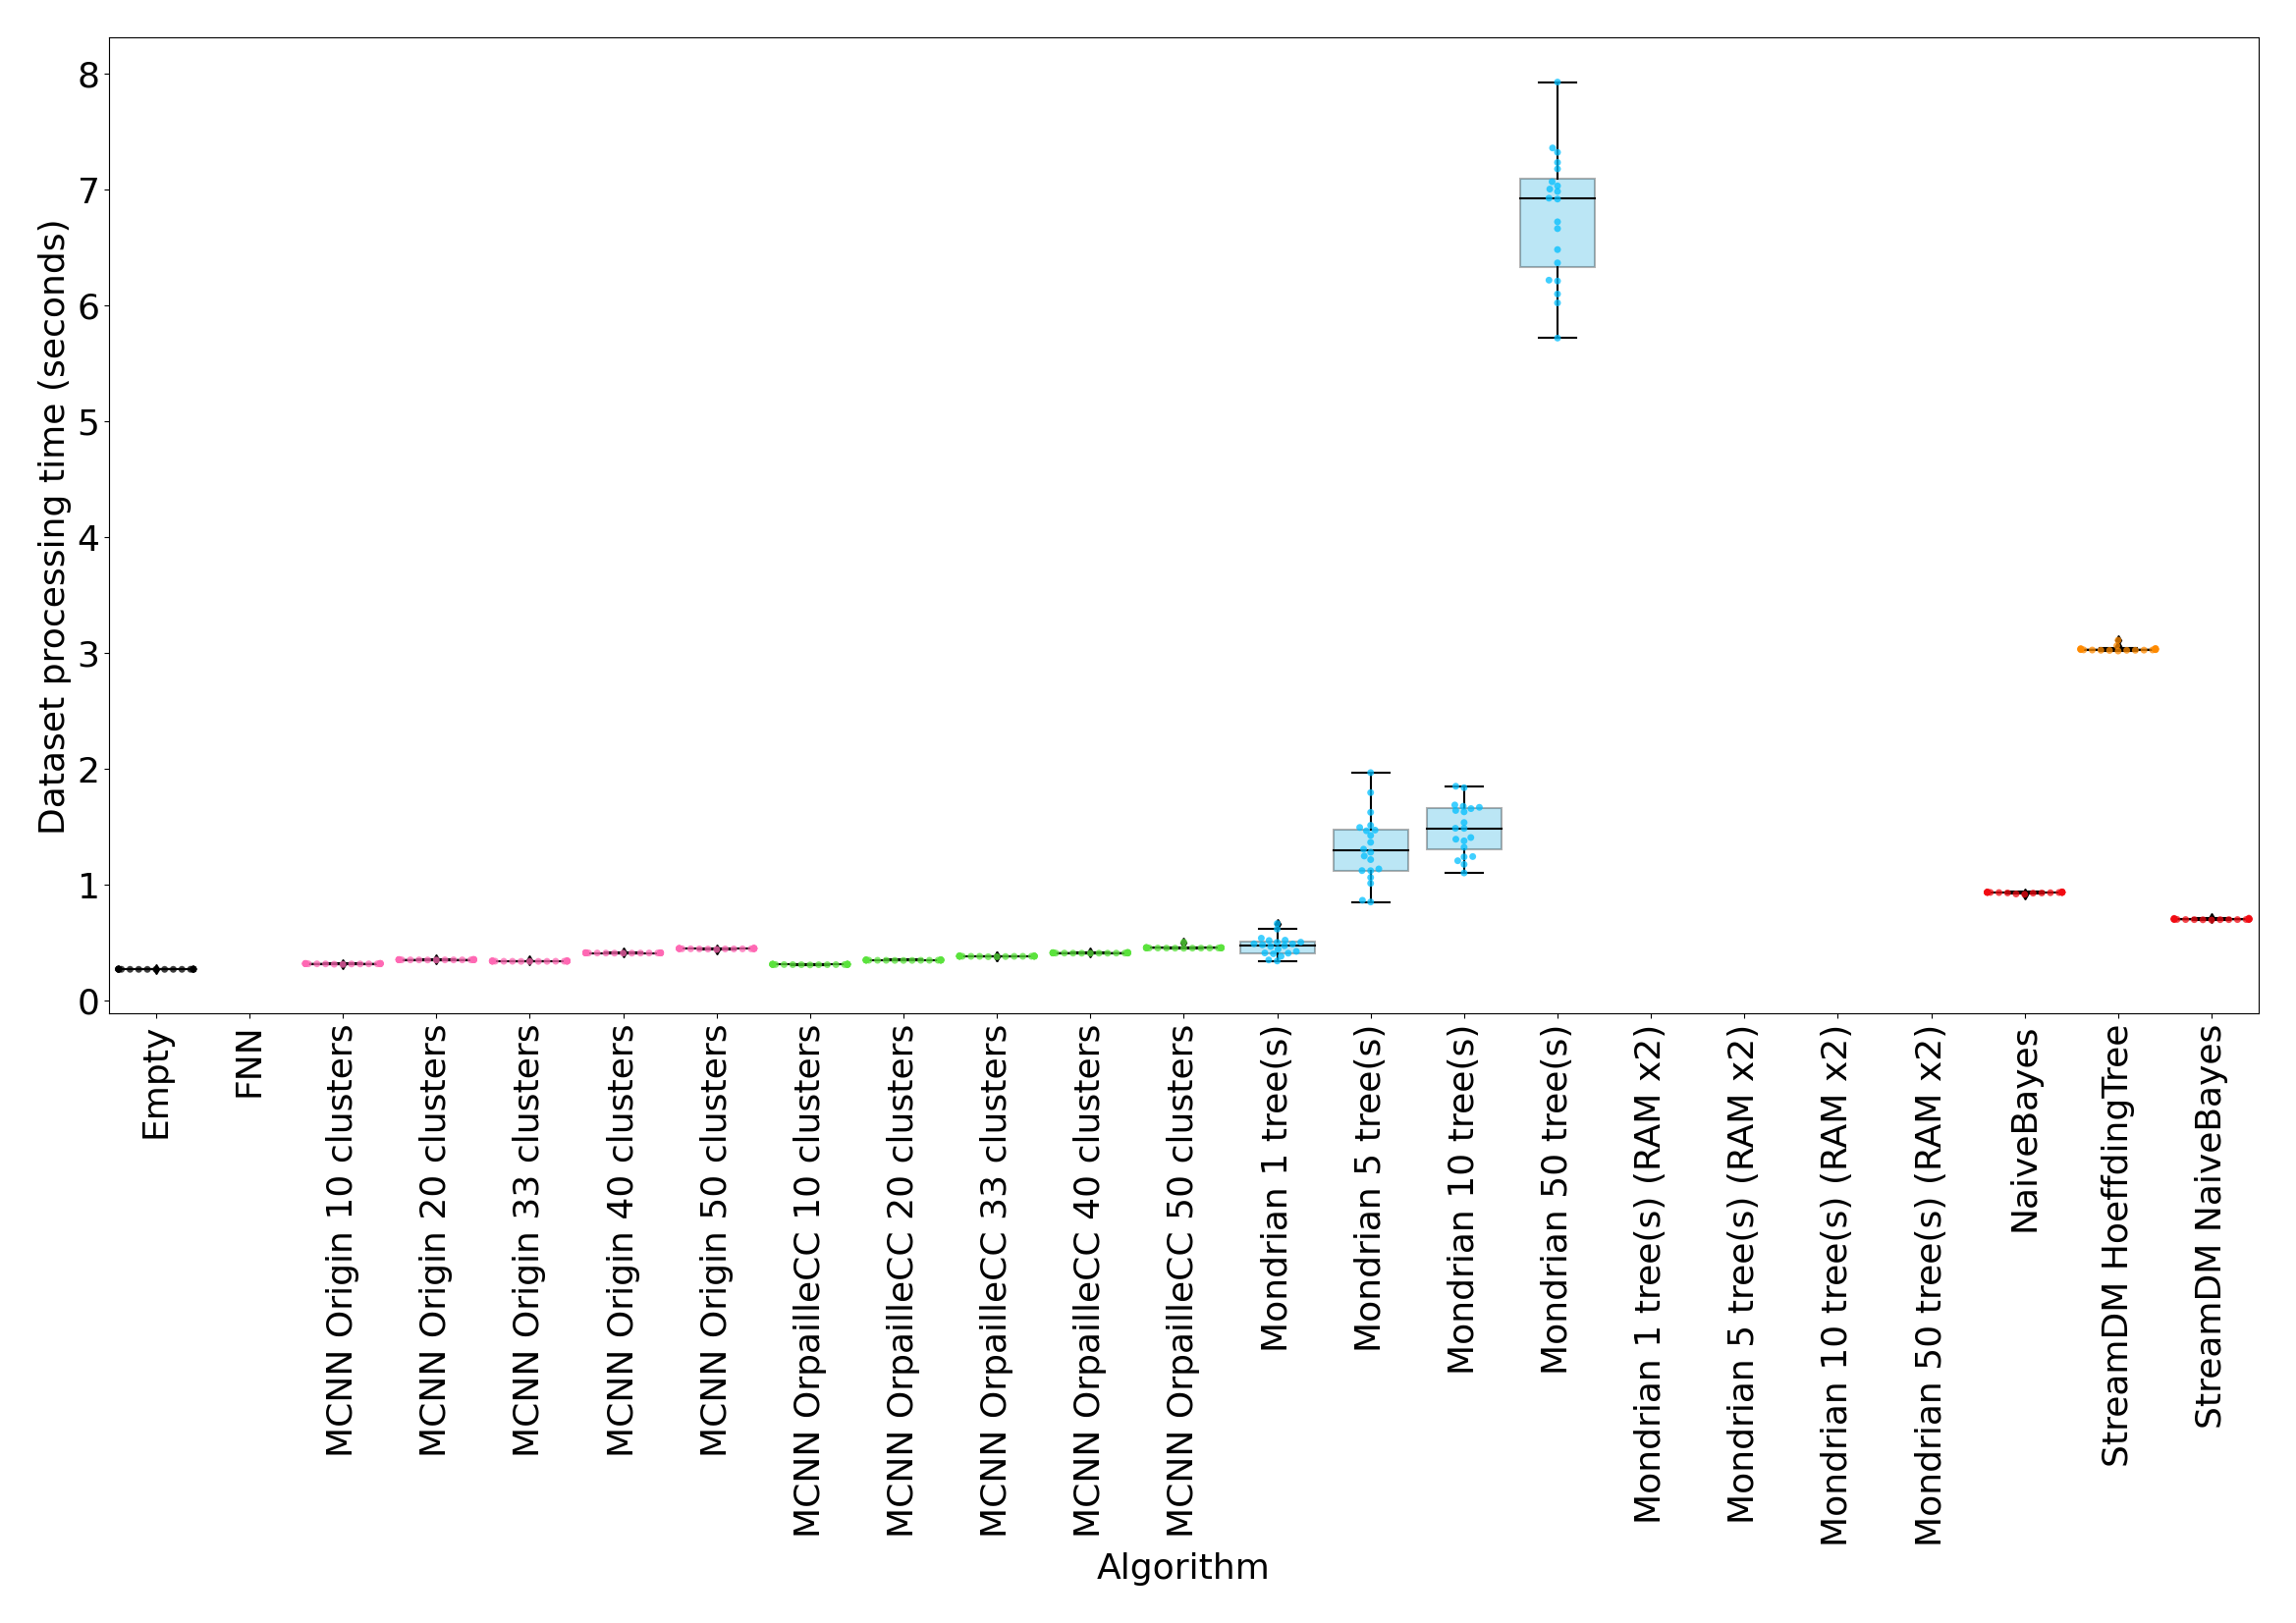 Dataset processing time (seconds)
8
7
6
5
4
3
2
1
0
Empty
FNN
MCNN Origin 10 clusters
MCNN Origin 20 clusters
MCNN Origin 33 clusters
MCNN Origin 40 clusters
MCNN Origin 50 clusters
MCNN OrpailleCC 10 clusters
MCNN OrpailleCC 20 clusters
MCNN OrpailleCC 33 clusters
MCNN OrpailleCC 40 clusters
MCNN OrpailleCC 50 clusters
Mondrian 1 tree(s)
Mondrian 5 tree(s)
Mondrian 10 tree(s)
Mondrian 50 tree(s)
Mondrian 1 tree(s) (RAM x2)
Mondrian 5 tree(s) (RAM x2)
Mondrian 10 tree(s) (RAM x2)
Mondrian 50 tree(s) (RAM x2)
NaiveBayes
StreamDM HoeffdingTree
StreamDM NaiveBayes
Algorithm